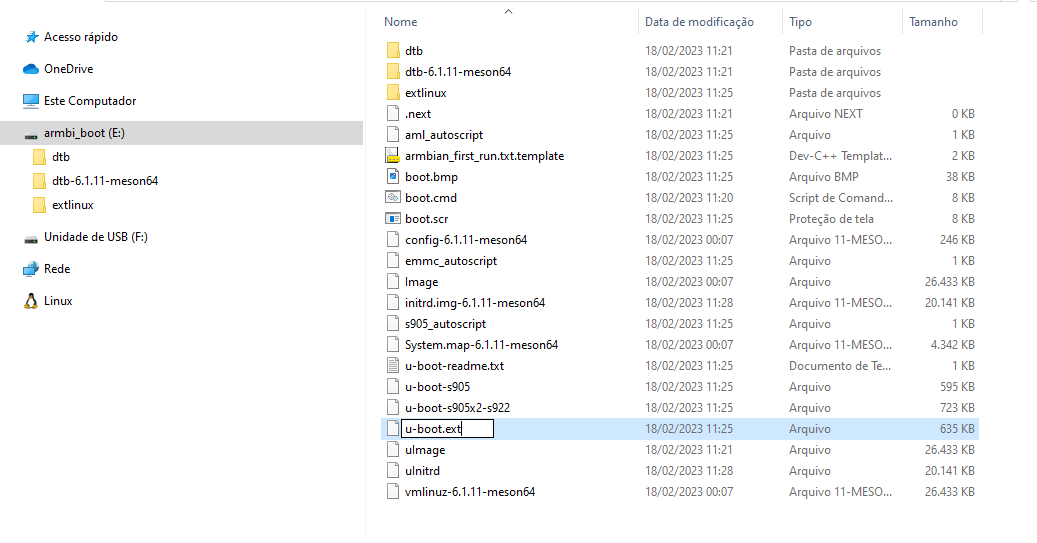 Acesso rápido
OneDrive
Este Computador
armbi_boot (E:)
dtb
dtb-6.1.11-meson64
extlinux
Unidade de USB (F:)
Rede
Linux
Nome Data de modificação Tipo Tamanho
dtb 18/02/2023 11:21 Pasta de arquivos
dtb-6.1.11-meson64 18/02/2023 11:21 Pasta de arquivos
extlinux 18/02/2023 11:25 Pasta de arquivos
.next 18/02/2023 11:21 Arquivo NEXT 0 KB
aml_autoscript 18/02/2023 11:25 Arquivo 1 KB
armbian_first_run.txt.template 18/02/2023 11:25 Dev-C++ Templat... 2 KB
boot.bmp 18/02/2023 11:25 Arquivo BMP 38 KB
boot.cmd 18/02/2023 11:20 Script de Comand... 8 KB
boot.scr 18/02/2023 11:25 Proteção de tela 8 KB
config-6.1.11-meson64 18/02/2023 00:07 Arquivo 11-MESO... 246 KB
emmc_autoscript 18/02/2023 11:25 Arquivo 1 KB
Image 18/02/2023 00:07 Arquivo 26.433 KB
initrd.img-6.1.11-meson64 18/02/2023 11:28 Arquivo 11-MESO... 20.141 KB
s905_autoscript 18/02/2023 11:25 Arquivo 1 KB
System.map-6.1.11-meson64 18/02/2023 00:07 Arquivo 11-MESO... 4.342 KB
u-boot-readme.txt 18/02/2023 11:25 Documento de Te... 1 KB
u-boot-s905 18/02/2023 11:25 Arquivo 595 KB
u-boot-s905x2-s922 18/02/2023 11:25 Arquivo 723 KB
u-boot.ext 18/02/2023 11:25 Arquivo 635 KB
uImage 18/02/2023 11:21 Arquivo 26.433 KB
uInitrd 18/02/2023 11:28 Arquivo 20.141 KB
vmlinuz-6.1.11-meson64 18/02/2023 00:07 Arquivo 11-MESO... 26.433 KB